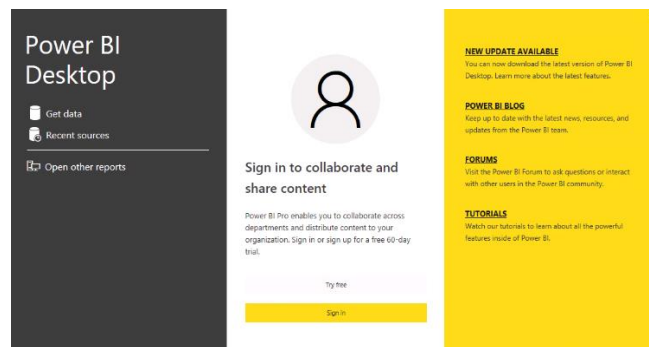 Power BI
Desktop
Get data
Recent sources
Open other reports
Sign in to collaborate and
share content
Power BI Pro enables you to collaborate across
departments and distribute content to your
organization. Sign in or sign up for a free 60-day
trial.
Try free
Sign in
NEW UPDATE AVAILABLE
You can now download the latest version of Power BI
Desktop. Learn more about the latest features.
POWER BI BLOG
Keep up to date with the latest news, resources, and
updates from the Power BI team.
FORUMS
Visit the Power BI Forum to ask questions or interact
with other users in the Power BI community.
TUTORIALS
Watch our tutorials to learn about all the powerful
features inside of Power BI.